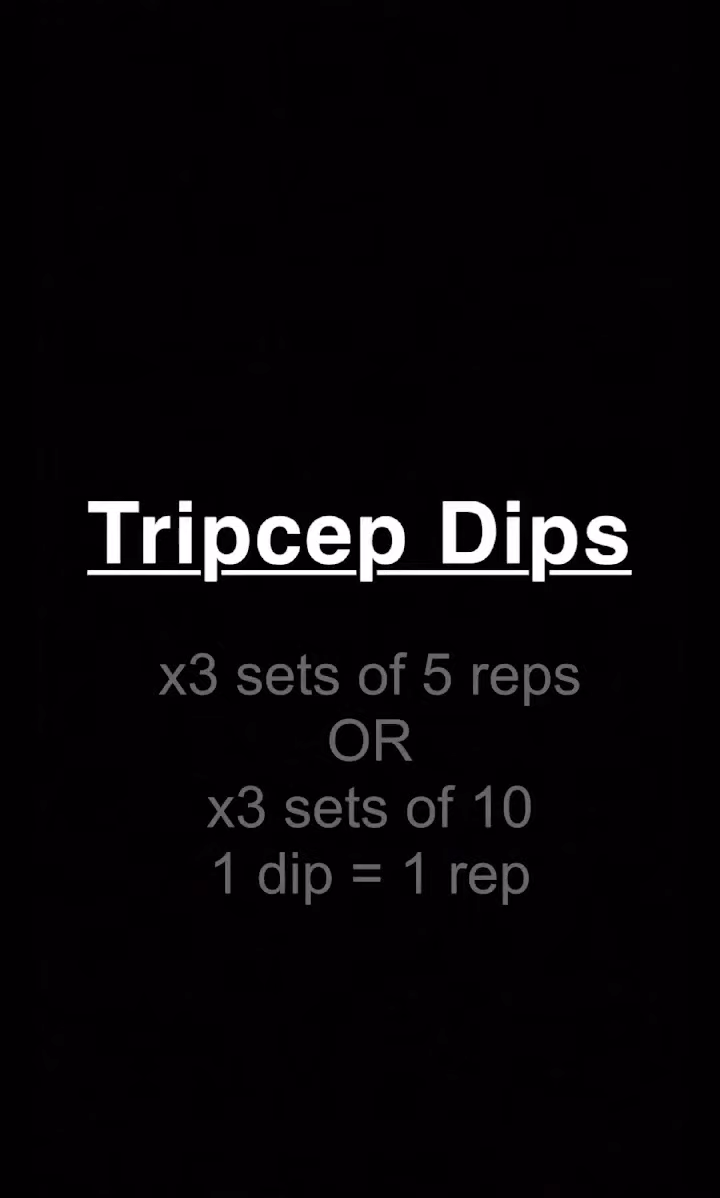 Tripcep Dips
x3 sets of 5 reps
OR
x3 sets of 10
1 dip = 1 rep